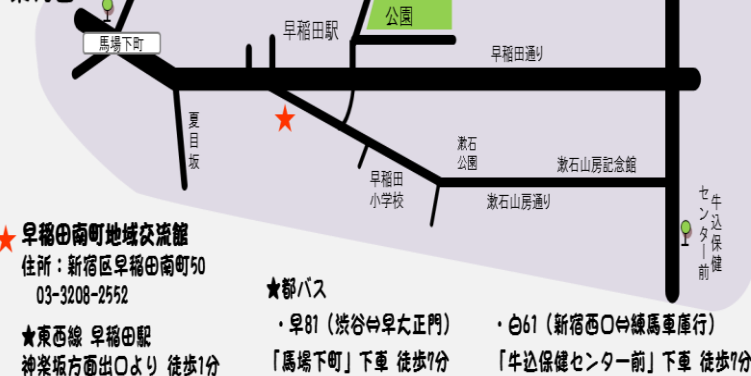 公園
早稲田駅
馬場下町
早稲田通り
夏目坂
漱石
公園
漱石山房記念館
早稲田
小学校
漱石山房通り
牛込保健
センター前
★早稲田南町地域交流館
住所：新宿区早稲田南町50
03-3208-2552
★東西線 早稲田駅
神楽坂方面出口より 徒歩1分
★都バス
・早81（渋谷⇔早大正門）
「馬場下町」下車 徒歩7分
・白61（新宿西口⇔練馬車庫行）
「牛込保健センター前」下車 徒歩7分